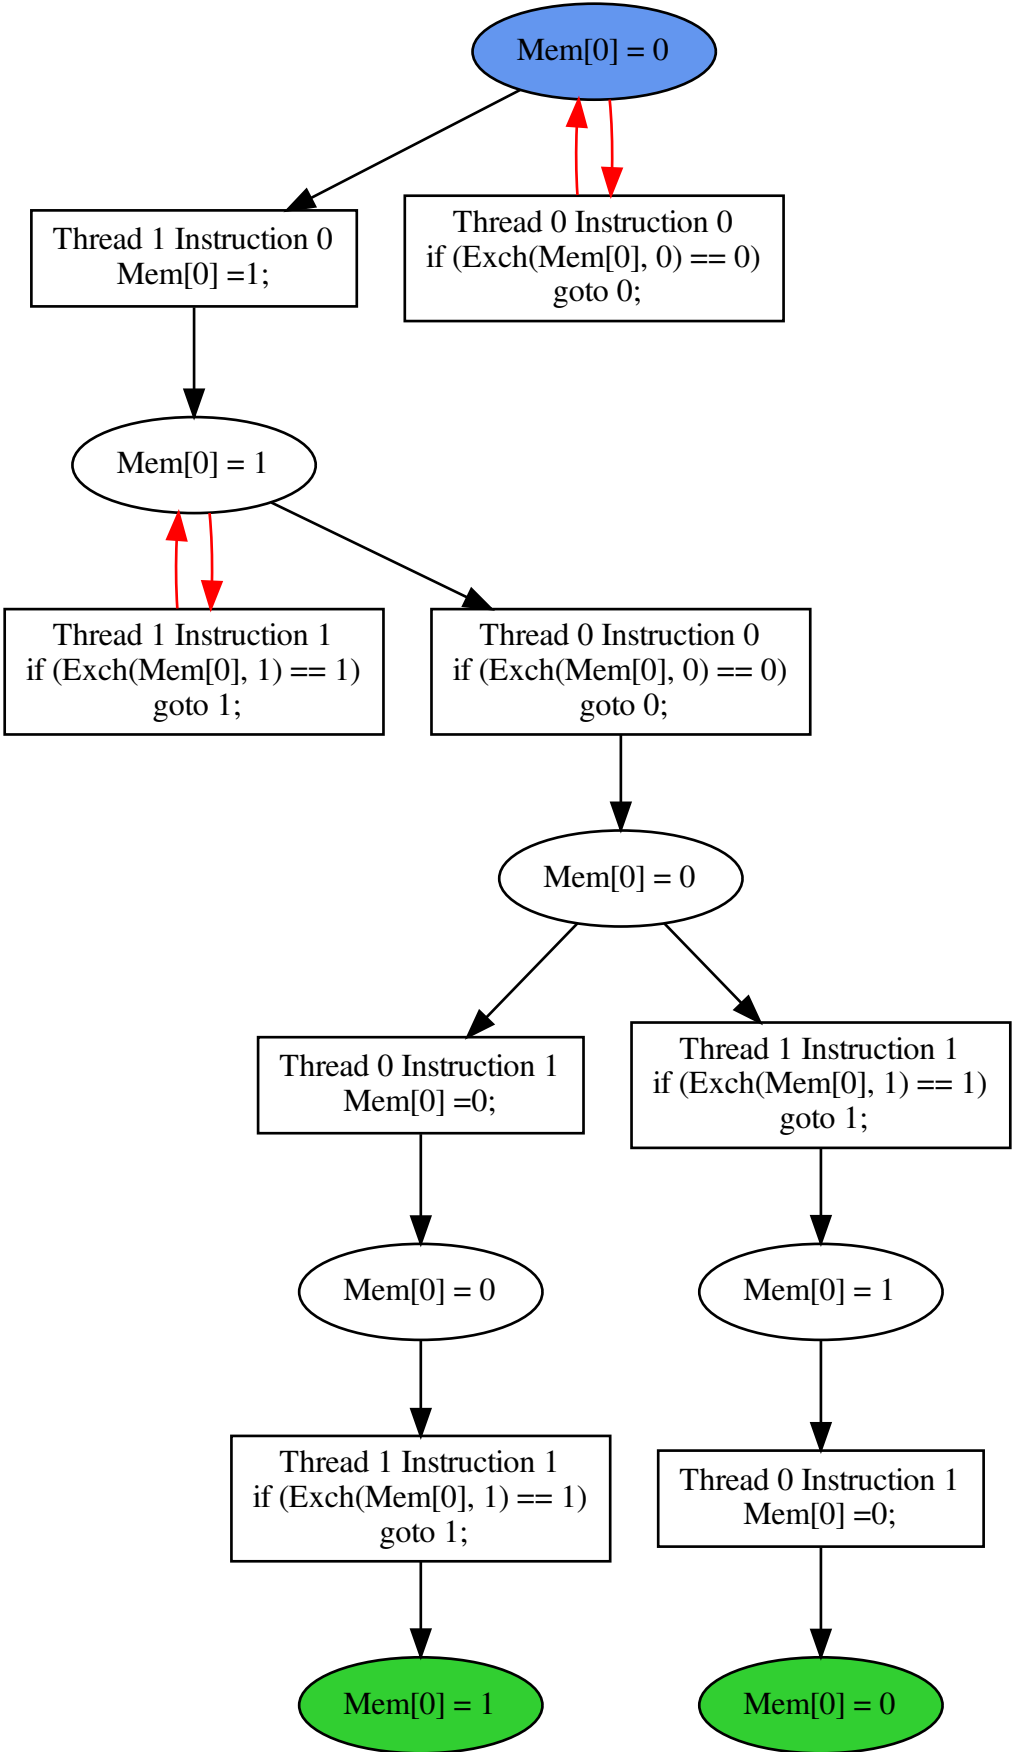 Mem[0] = 0
Thread 1 Instruction 0
Mem[0] =1;
Thread 0 Instruction 0
if (Exch(Mem[0], 0) == 0)
goto 0;
Mem[0] = 1
Thread 1 Instruction 1
if (Exch(Mem[0], 1) == 1)
goto 1;
Thread 0 Instruction 0
if (Exch(Mem[0], 0) == 0)
goto 0;
Mem[0] = 0
Thread 0 Instruction 1
Mem[0] =0;
Thread 1 Instruction 1
if (Exch(Mem[0], 1) == 1)
goto 1;
Mem[0] = 0
Mem[0] = 1
Thread 1 Instruction 1
if (Exch(Mem[0], 1) == 1)
goto 1;
Thread 0 Instruction 1
Mem[0] =0;
Mem[0] = 1
Mem[0] = 0